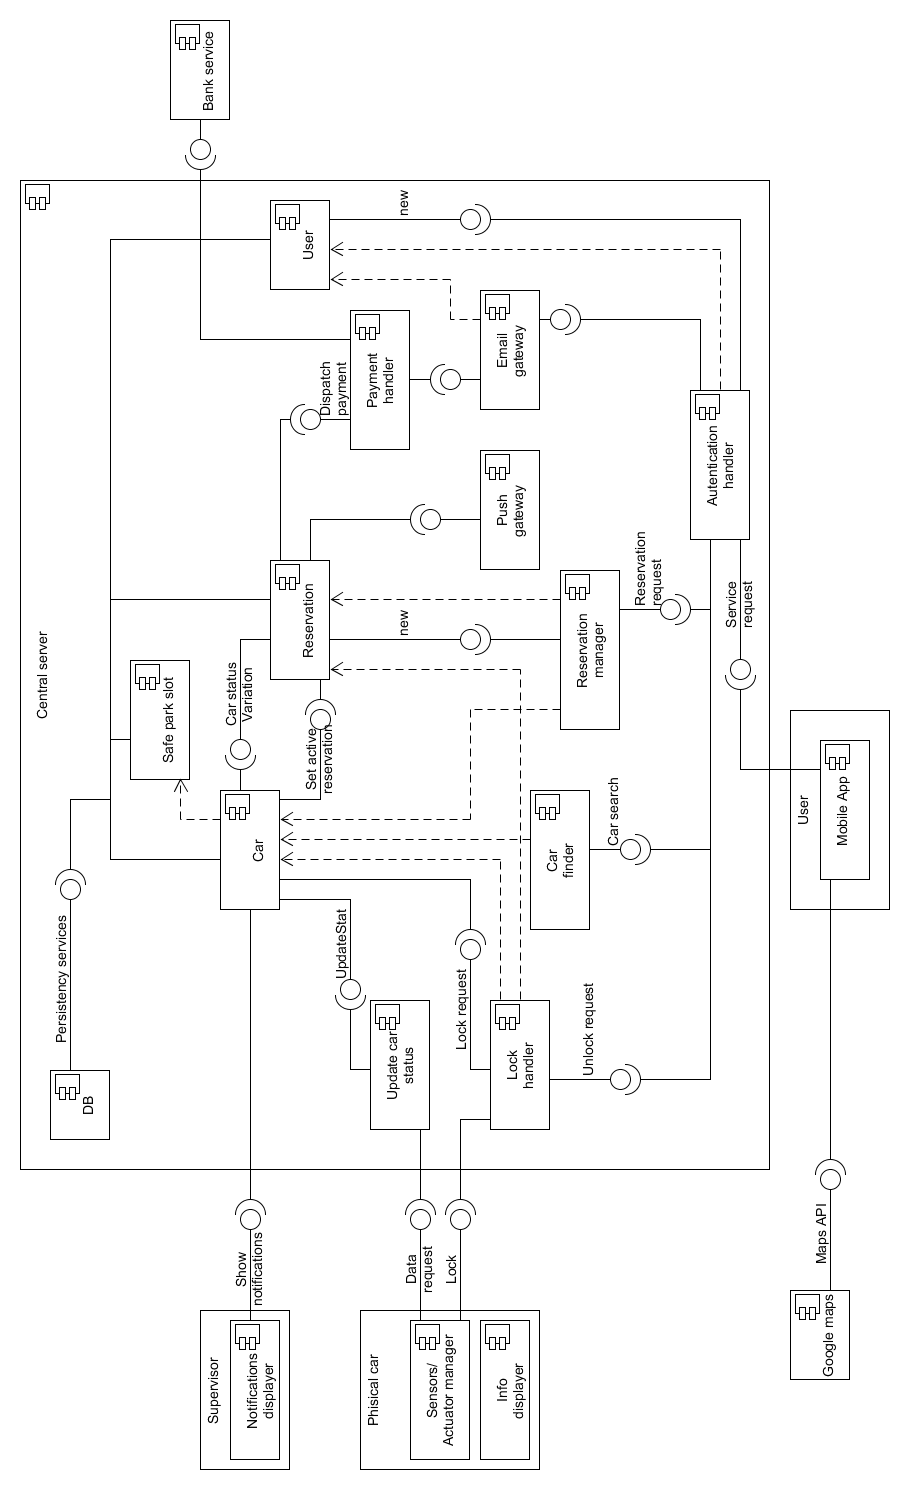 Bank service
Central server
User
new
Payment
handler
Dispatch
payment
Email
gateway
Autentication
handler
Push
gateway
Reservation
new
Reservation
manager
Reservation
request
Service
request
Safe park slot
Car status
Variation
Set active
reservation
Car
Car
finder
Car search
User
Mobile App
Persistency services
DB
UpdateStat
Update car
status
Lock request
Lock
handler
Unlock request
Show
notifications
Data
request
Lock
Maps API
Google maps
Supervisor
Notifications
displayer
Phisical car
Sensors/
Actuator manager
Info
displayer